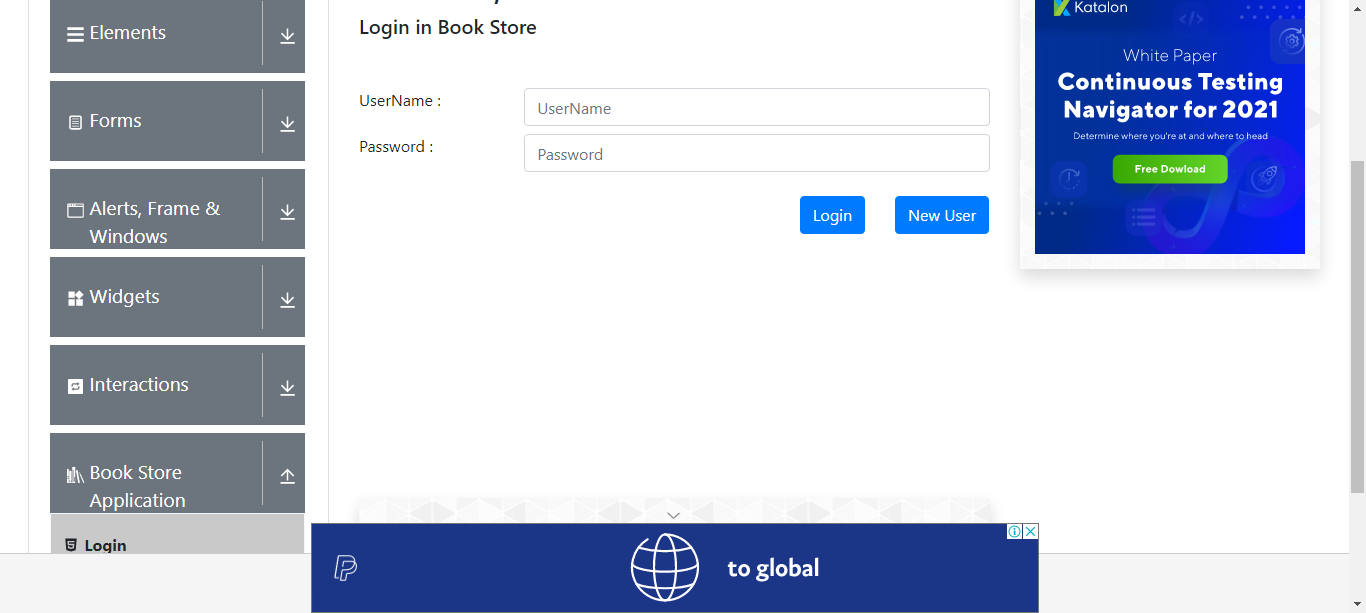 Elements
Forms
Alerts, Frame &
Windows
Widgets
Interactions
Book Store
Application
Login
Login in Book Store
UserName :
UserName
Password :
Password
Login
New User
Katalon
White Paper
Continuous Testing
Navigator for 2021
Determine where you're at and where to head
Free Dowload
to global